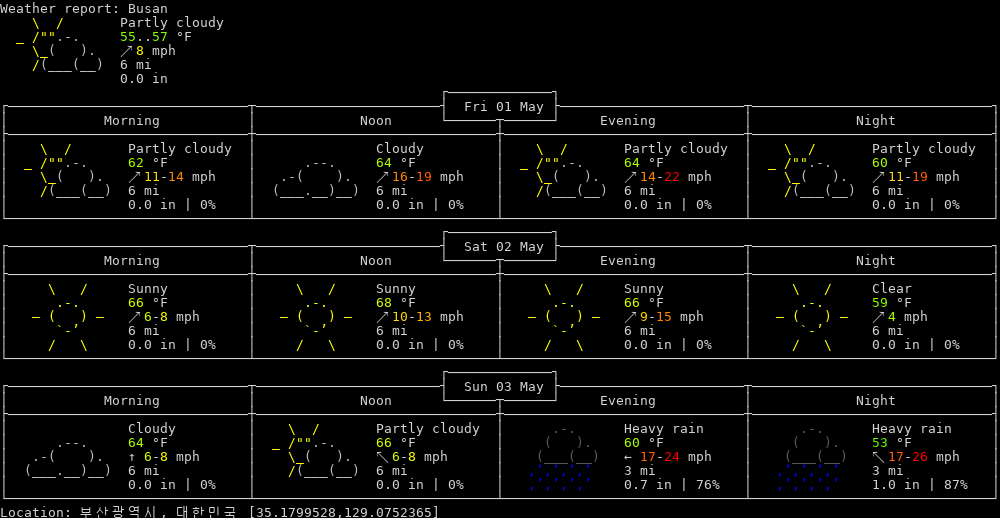 Weather report: Busan
Partly cloudy
55..57 °F
↗8 mph
6 mi
0.0 in
Fri 01 May
Morning Noon Evening Night
Partly cloudy Cloudy Partly cloudy Partly cloudy
62 °F 64 °F 64 °F 60 °F
↗11-14 mph ↗16-19 mph ↗14-22 mph ↗11-19 mph
6 mi 6 mi 6 mi 6 mi
0.0 in | 0% 0.0 in | 0% 0.0 in | 0% 0.0 in | 0%
Sat 02 May
Morning Noon Evening Night
Sunny Sunny Sunny Clear
66 °F 68 °F 66 °F 59 °F
↗6-8 mph ↗10-13 mph ↗9-15 mph ↗4 mph
6 mi 6 mi 6 mi 6 mi
0.0 in | 0% 0.0 in | 0% 0.0 in | 0% 0.0 in | 0%
Sun 03 May
Morning Noon Evening Night
Cloudy Partly cloudy Heavy rain Heavy rain
64 °F 66 °F 60 °F 53 °F
↑ 6-8 mph ↖6-8 mph ← 17-24 mph ↖17-26 mph
6 mi 6 mi 3 mi 3 mi
0.0 in | 0% 0.0 in | 0% 0.7 in | 76% 1.0 in | 87%
Location: 부산광역시, 대한민국 [35.1799528,129.0752365]